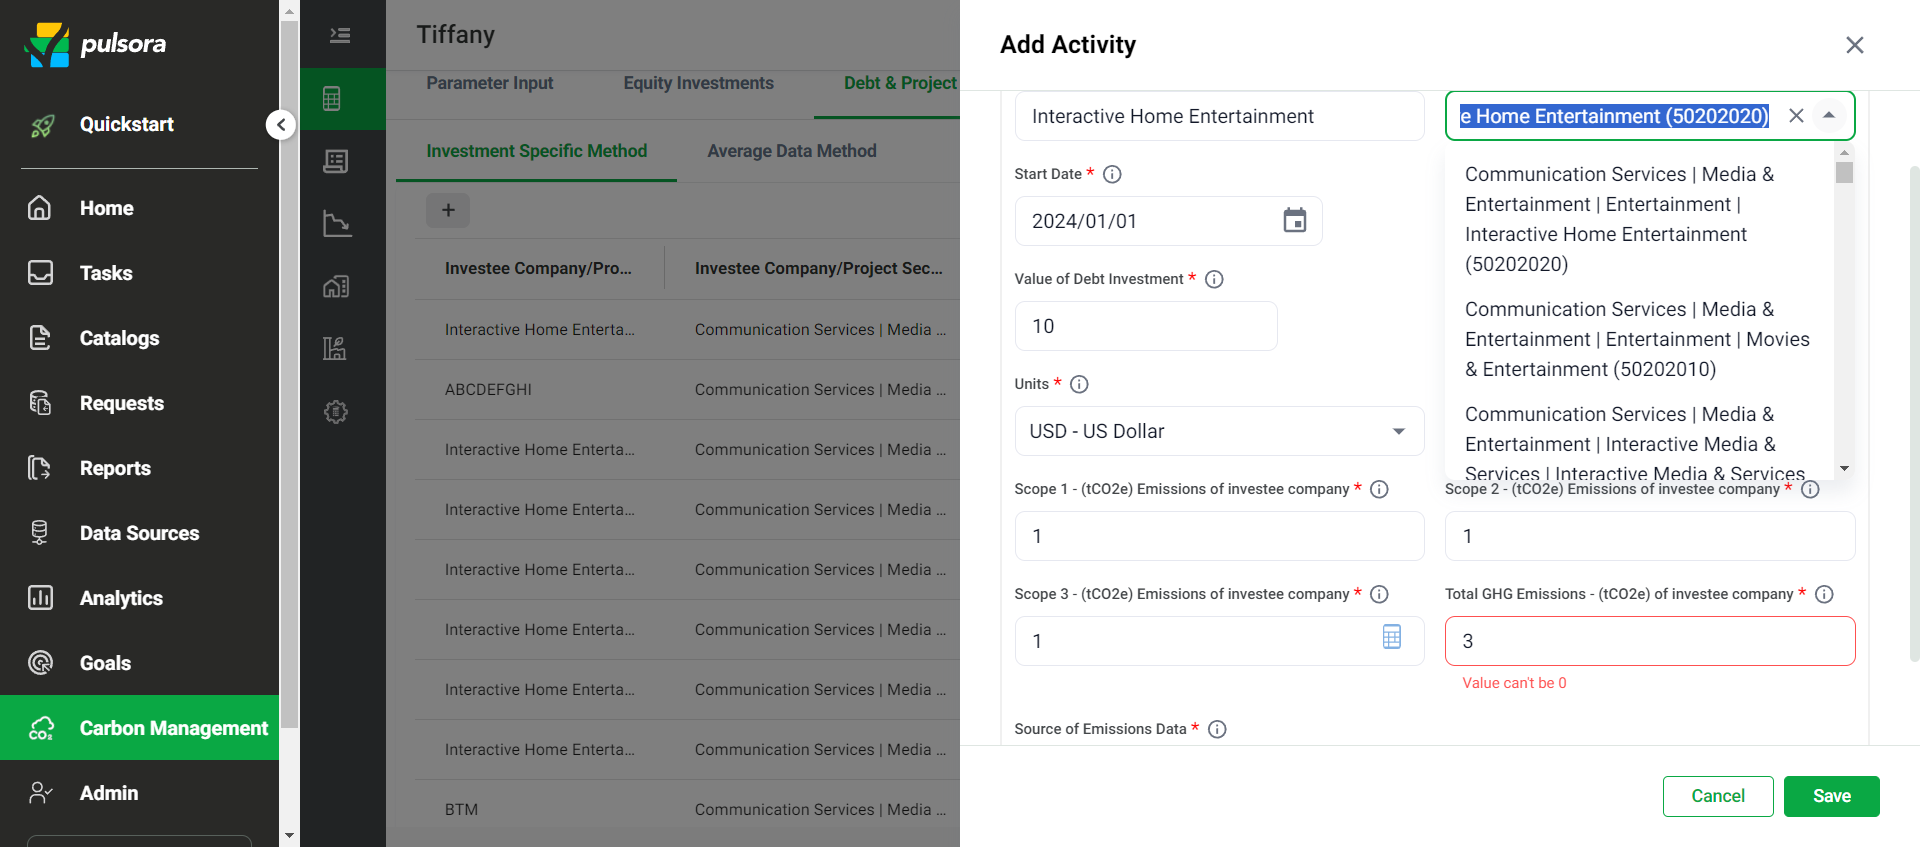 pulsora
Quickstart
Home
Tasks
Catalogs
Requests
Reports
Data Sources
Analytics
Goals
CO₂
Carbon Management
Admin
Tiffany
Parameter Input
Equity Investments
Debt & Project
Investment Specific Method
Average Data Method
+
Investee Company/Pro...
Investee Company/Project Sec...
Interactive Home Enterta...
Communication Services | Media ...
ABCDEFGHI
Communication Services | Media ...
Interactive Home Enterta...
Communication Services | Media ...
Interactive Home Enterta...
Communication Services | Media ...
Interactive Home Enterta...
Communication Services | Media ...
Interactive Home Enterta...
Communication Services | Media ...
Interactive Home Enterta...
Communication Services | Media ...
Interactive Home Enterta...
Communication Services | Media ...
BTM
Communication Services | Media ...
Add Activity
Interactive Home Entertainment
e Home Entertainment (50202020)
Communication Services | Media &
Entertainment | Entertainment |
Interactive Home Entertainment
(50202020)
Communication Services | Media &
Entertainment | Entertainment | Movies
& Entertainment (50202010)
Communication Services | Media &
Entertainment | Interactive Media &
Services | Interactive Media & Services
Start Date *
2024/01/01
Value of Debt Investment *
10
Units *
USD - US Dollar
Scope 1 - (tCO2e) Emissions of investee company *
1
Scope 2 - (tCO2e) Emissions of investee company *
1
Scope 3 - (tCO2e) Emissions of investee company *
1
Total GHG Emissions - (tCO2e) of investee company *
3
Value can't be 0
Source of Emissions Data *
Cancel
Save